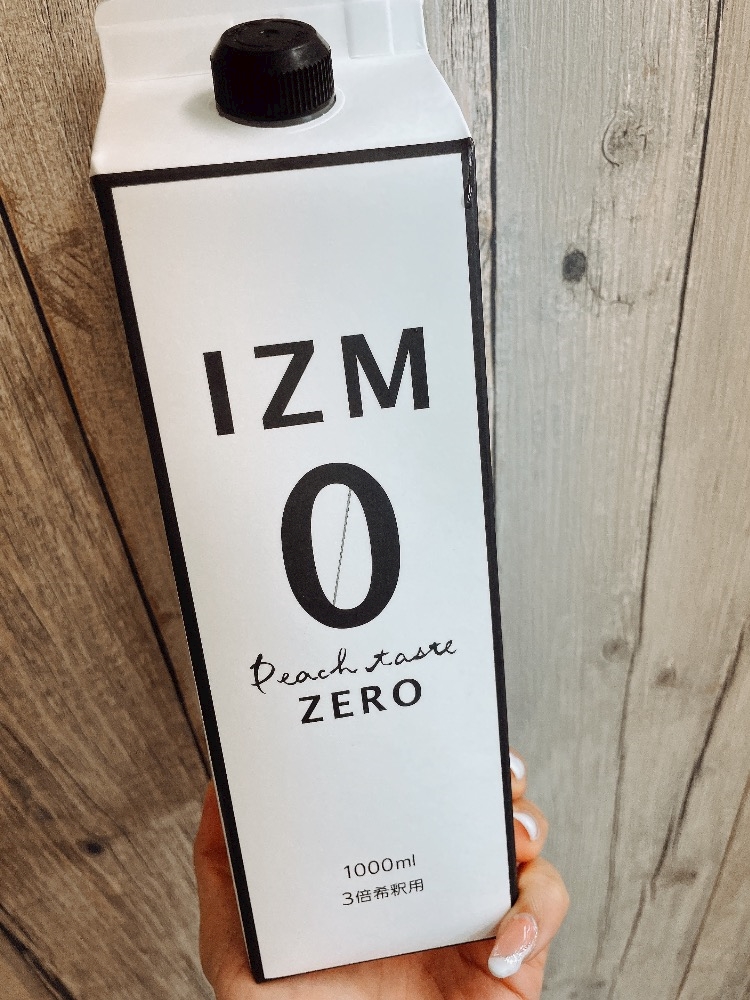 IZM
0
Peach taste
ZERO
1000ml
3倍希釈用